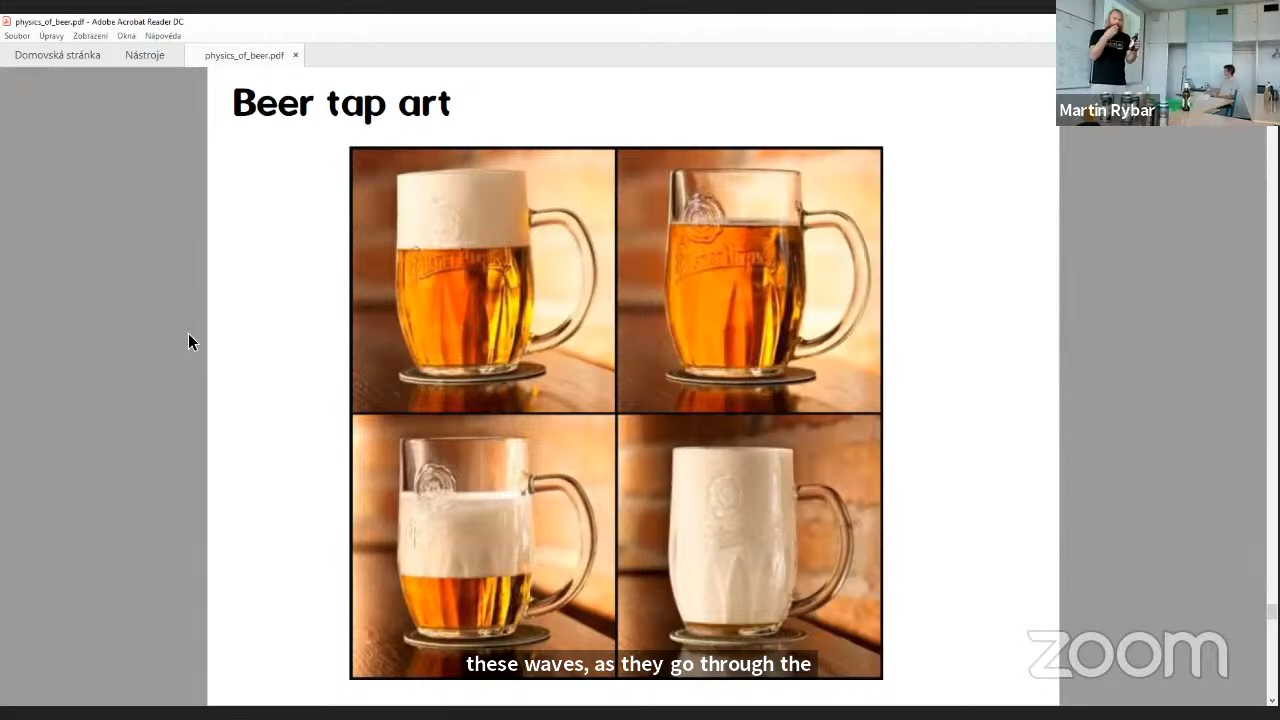 physics_of_beer.pdf - Adobe Acrobat Reader DC
Soubor Úpravy Zobrazení Okna Nápověda
Domovská stránka Nástroje physics_of_beer.pdf ×
Martin Rybar
Beer tap art
these waves, as they go through the
zoom